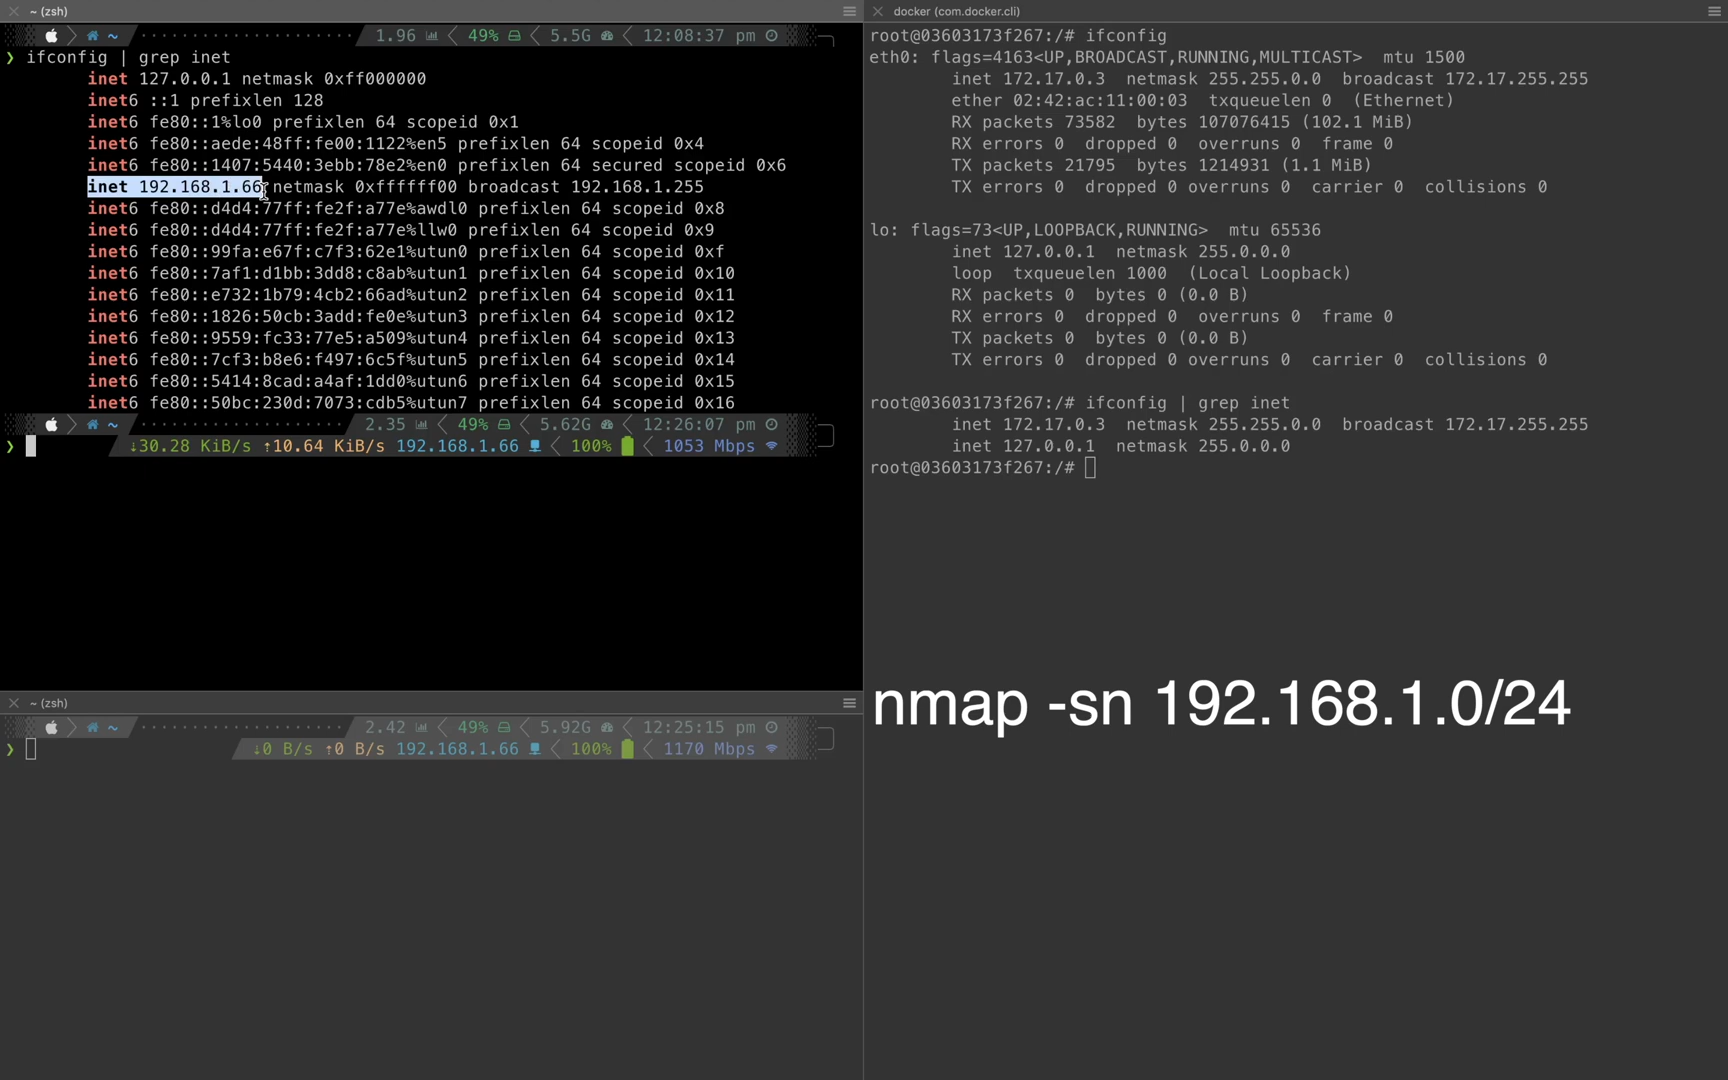 ~ (zsh)
~ 1.96 49% 5.5G 12:08:37 pm
❯ ifconfig | grep inet
inet 127.0.0.1 netmask 0xff000000
inet6 ::1 prefixlen 128
inet6 fe80::1%lo0 prefixlen 64 scopeid 0x1
inet6 fe80::aede:48ff:fe00:1122%en5 prefixlen 64 scopeid 0x4
inet6 fe80::1407:5440:3ebb:78e2%en0 prefixlen 64 secured scopeid 0x6
inet 192.168.1.66 netmask 0xffffff00 broadcast 192.168.1.255
inet6 fe80::d4d4:77ff:fe2f:a77e%awdl0 prefixlen 64 scopeid 0x8
inet6 fe80::d4d4:77ff:fe2f:a77e%llw0 prefixlen 64 scopeid 0x9
inet6 fe80::99fa:e67f:c7f3:62e1%utun0 prefixlen 64 scopeid 0xf
inet6 fe80::7af1:d1bb:3dd8:c8ab%utun1 prefixlen 64 scopeid 0x10
inet6 fe80::e732:1b79:4cb2:66ad%utun2 prefixlen 64 scopeid 0x11
inet6 fe80::1826:50cb:3add:fe0e%utun3 prefixlen 64 scopeid 0x12
inet6 fe80::9559:fc33:77e5:a509%utun4 prefixlen 64 scopeid 0x13
inet6 fe80::7cf3:b8e6:f497:6c5f%utun5 prefixlen 64 scopeid 0x14
inet6 fe80::5414:8cad:a4af:1dd0%utun6 prefixlen 64 scopeid 0x15
inet6 fe80::50bc:230d:7073:cdb5%utun7 prefixlen 64 scopeid 0x16
~ 2.35 49% 5.62G 12:26:07 pm
❯ ↓30.28 KiB/s ↑10.64 KiB/s 192.168.1.66 100% 1053 Mbps
~ (zsh)
~ 2.42 49% 5.92G 12:25:15 pm
❯ ↓0 B/s ↑0 B/s 192.168.1.66 100% 1170 Mbps
docker (com.docker.cli)
root@03603173f267:/# ifconfig
eth0: flags=4163<UP,BROADCAST,RUNNING,MULTICAST> mtu 1500
inet 172.17.0.3 netmask 255.255.0.0 broadcast 172.17.255.255
ether 02:42:ac:11:00:03 txqueuelen 0 (Ethernet)
RX packets 73582 bytes 107076415 (102.1 MiB)
RX errors 0 dropped 0 overruns 0 frame 0
TX packets 21795 bytes 1214931 (1.1 MiB)
TX errors 0 dropped 0 overruns 0 carrier 0 collisions 0
lo: flags=73<UP,LOOPBACK,RUNNING> mtu 65536
inet 127.0.0.1 netmask 255.0.0.0
loop txqueuelen 1000 (Local Loopback)
RX packets 0 bytes 0 (0.0 B)
RX errors 0 dropped 0 overruns 0 frame 0
TX packets 0 bytes 0 (0.0 B)
TX errors 0 dropped 0 overruns 0 carrier 0 collisions 0
root@03603173f267:/# ifconfig | grep inet
inet 172.17.0.3 netmask 255.255.0.0 broadcast 172.17.255.255
inet 127.0.0.1 netmask 255.0.0.0
root@03603173f267:/#
nmap -sn 192.168.1.0/24